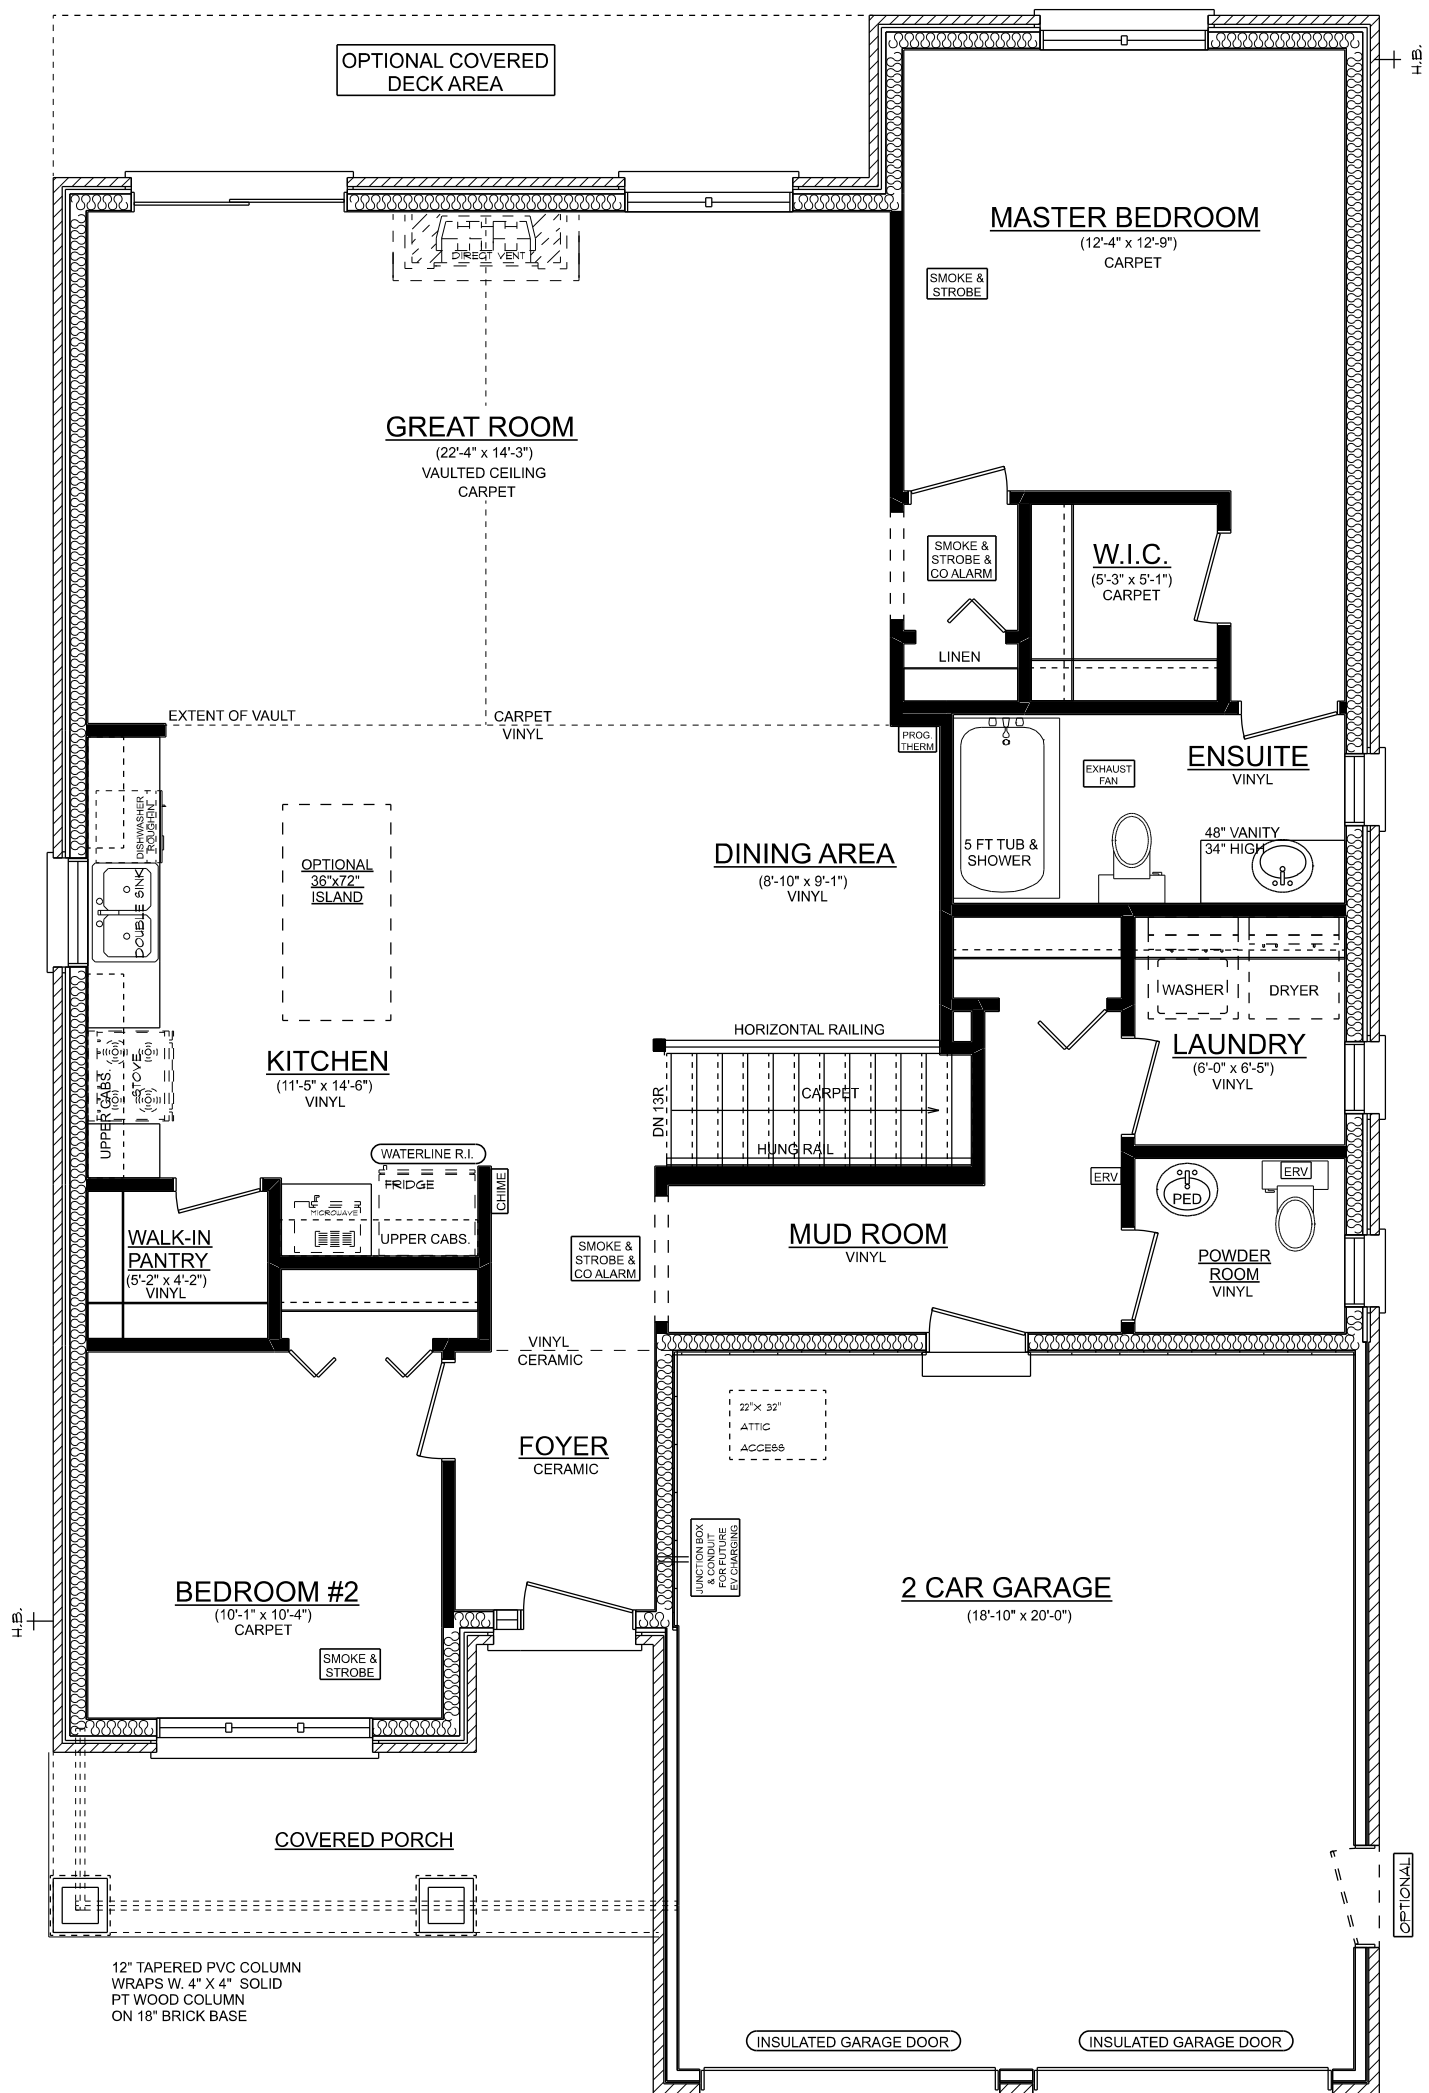 OPTIONAL COVERED
DECK AREA
H.B.
MASTER BEDROOM
(12'-4" x 12'-9")
CARPET
SMOKE &
STROBE
DIRECT VENT
GREAT ROOM
(22'-4" x 14'-3")
VAULTED CEILING
CARPET
SMOKE &
STROBE &
CO ALARM
W.I.C.
(5'-3" x 5'-1")
CARPET
LINEN
EXTENT OF VAULT
CARPET
VINYL
PROG.
THERM
ENSUITE
VINYL
EXHAUST
FAN
5 FT TUB &
SHOWER
48" VANITY
34" HIGH
DISHWASHER
ROUGH-IN
DOUBLE SINK
OPTIONAL
36"x72"
ISLAND
DINING AREA
(8'-10" x 9'-1")
VINYL
WASHER
DRYER
LAUNDRY
(6'-0" x 6'-5")
VINYL
HORIZONTAL RAILING
KITCHEN
(11'-5" x 14'-6")
VINYL
STOVE
UPPER CABS.
DN 13R
CARPET
HUNG RAIL
WATERLINE R.I.
FRIDGE
CHIME
MICROWAVE
UPPER CABS.
ERV
ERV
PED
WALK-IN
PANTRY
(5'-2" x 4'-2")
VINYL
SMOKE &
STROBE &
CO ALARM
MUD ROOM
VINYL
POWDER
ROOM
VINYL
VINYL
CERAMIC
22"X 32"
ATTIC
ACCESS
FOYER
CERAMIC
JUNCTION BOX
& CONDUIT
FOR FUTURE
EV CHARGING
BEDROOM #2
(10'-1" x 10'-4")
CARPET
SMOKE &
STROBE
H.B.
2 CAR GARAGE
(18'-10" x 20'-0")
COVERED PORCH
OPTIONAL
12" TAPERED PVC COLUMN
WRAPS W. 4" X 4" SOLID
PT WOOD COLUMN
ON 18" BRICK BASE
INSULATED GARAGE DOOR
INSULATED GARAGE DOOR